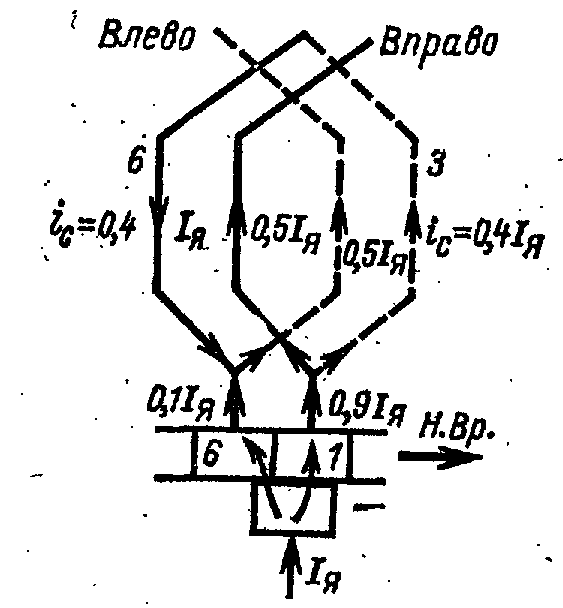 Влево Вправо
6 3
i_c=0,4 I_Я 0,5I_Я 0,5I_Я i_c=0,4I_Я
0,1I_Я 0,9I_Я
Н.Вр.
6 1
−
I_Я